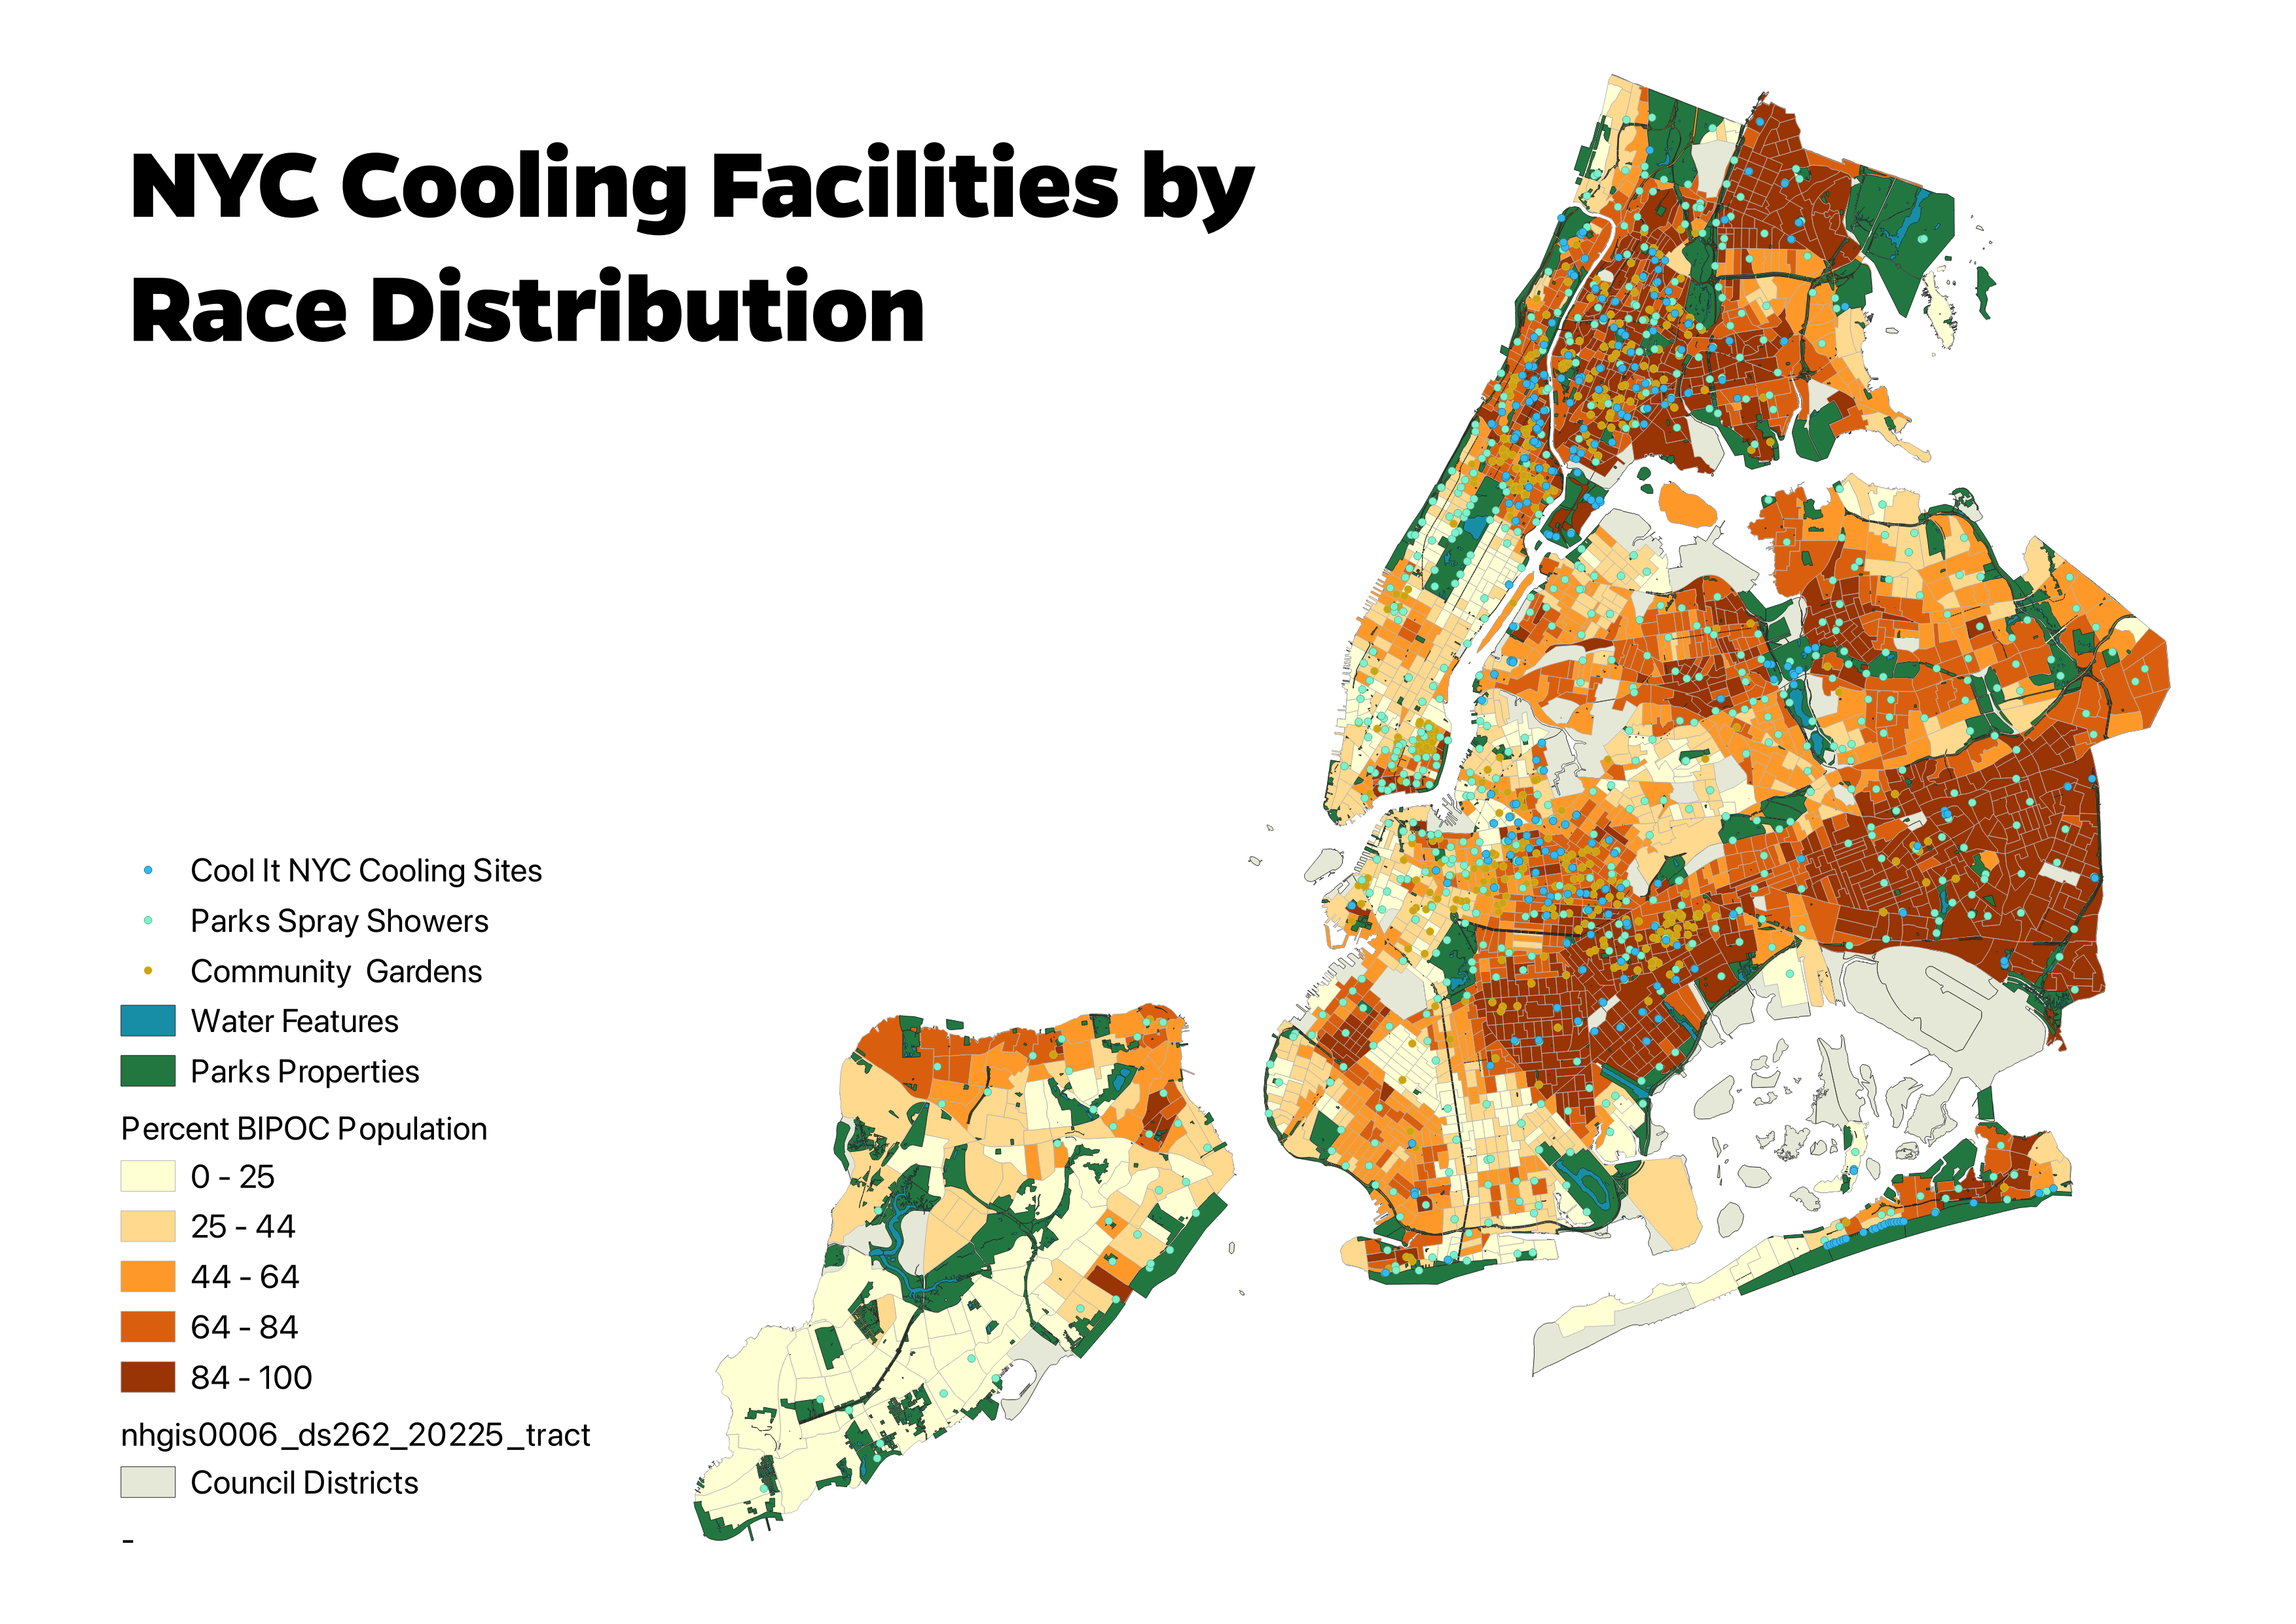 NYC Cooling Facilities by
Race Distribution
Cool It NYC Cooling Sites
Parks Spray Showers
Community  Gardens
Water Features
Parks Properties
Percent BIPOC Population
0 - 25
25 - 44
44 - 64
64 - 84
84 - 100
nhgis0006_ds262_20225_tract
Council Districts
-